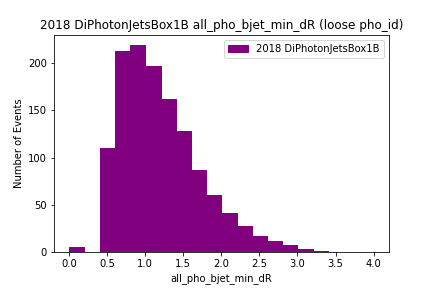 2018 DiPhotonJetsBox1B all_pho_bjet_min_dR (loose pho_id)
2018 DiPhotonJetsBox1B
Number of Events
200
150
100
50
0
0.0 0.5 1.0 1.5 2.0 2.5 3.0 3.5 4.0
all_pho_bjet_min_dR